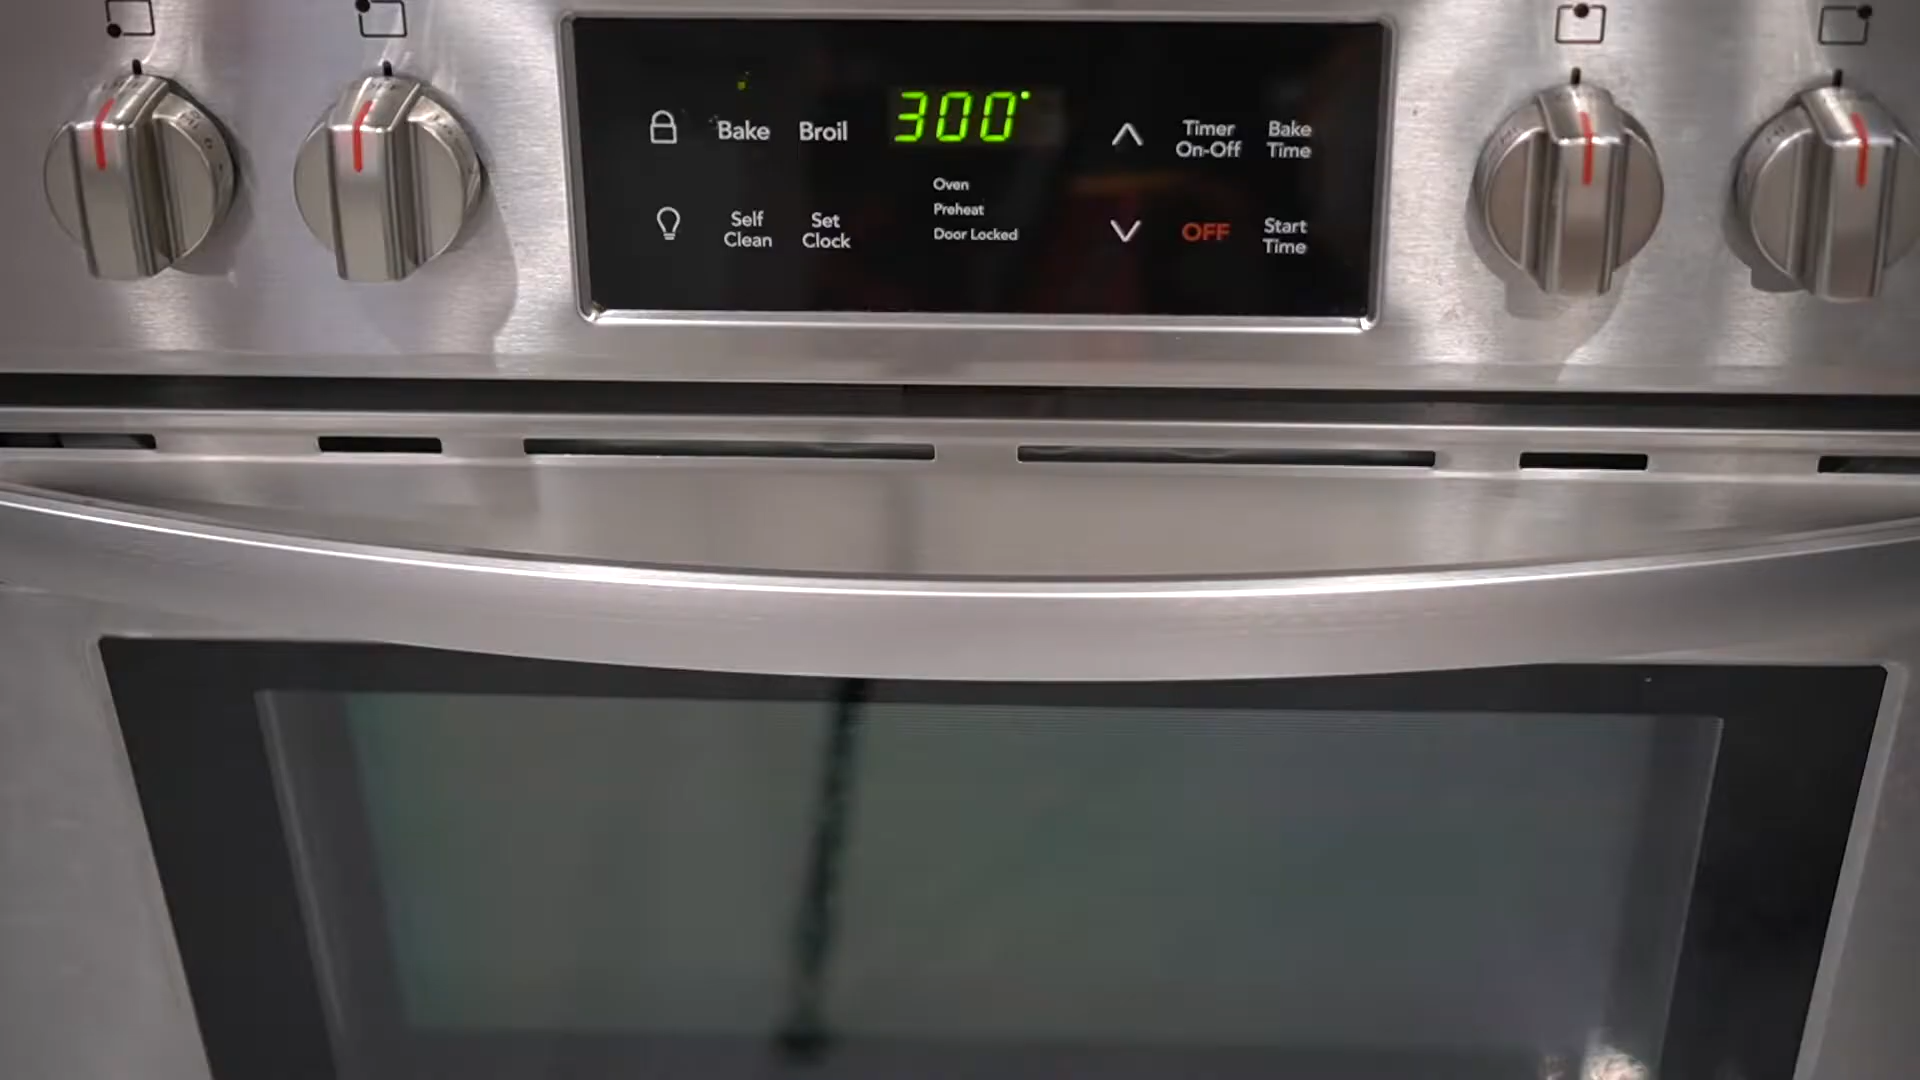 Bake
Broil
300°
Timer
On-Off
Bake
Time
Oven
Preheat
Door Locked
Self
Clean
Set
Clock
OFF
Start
Time